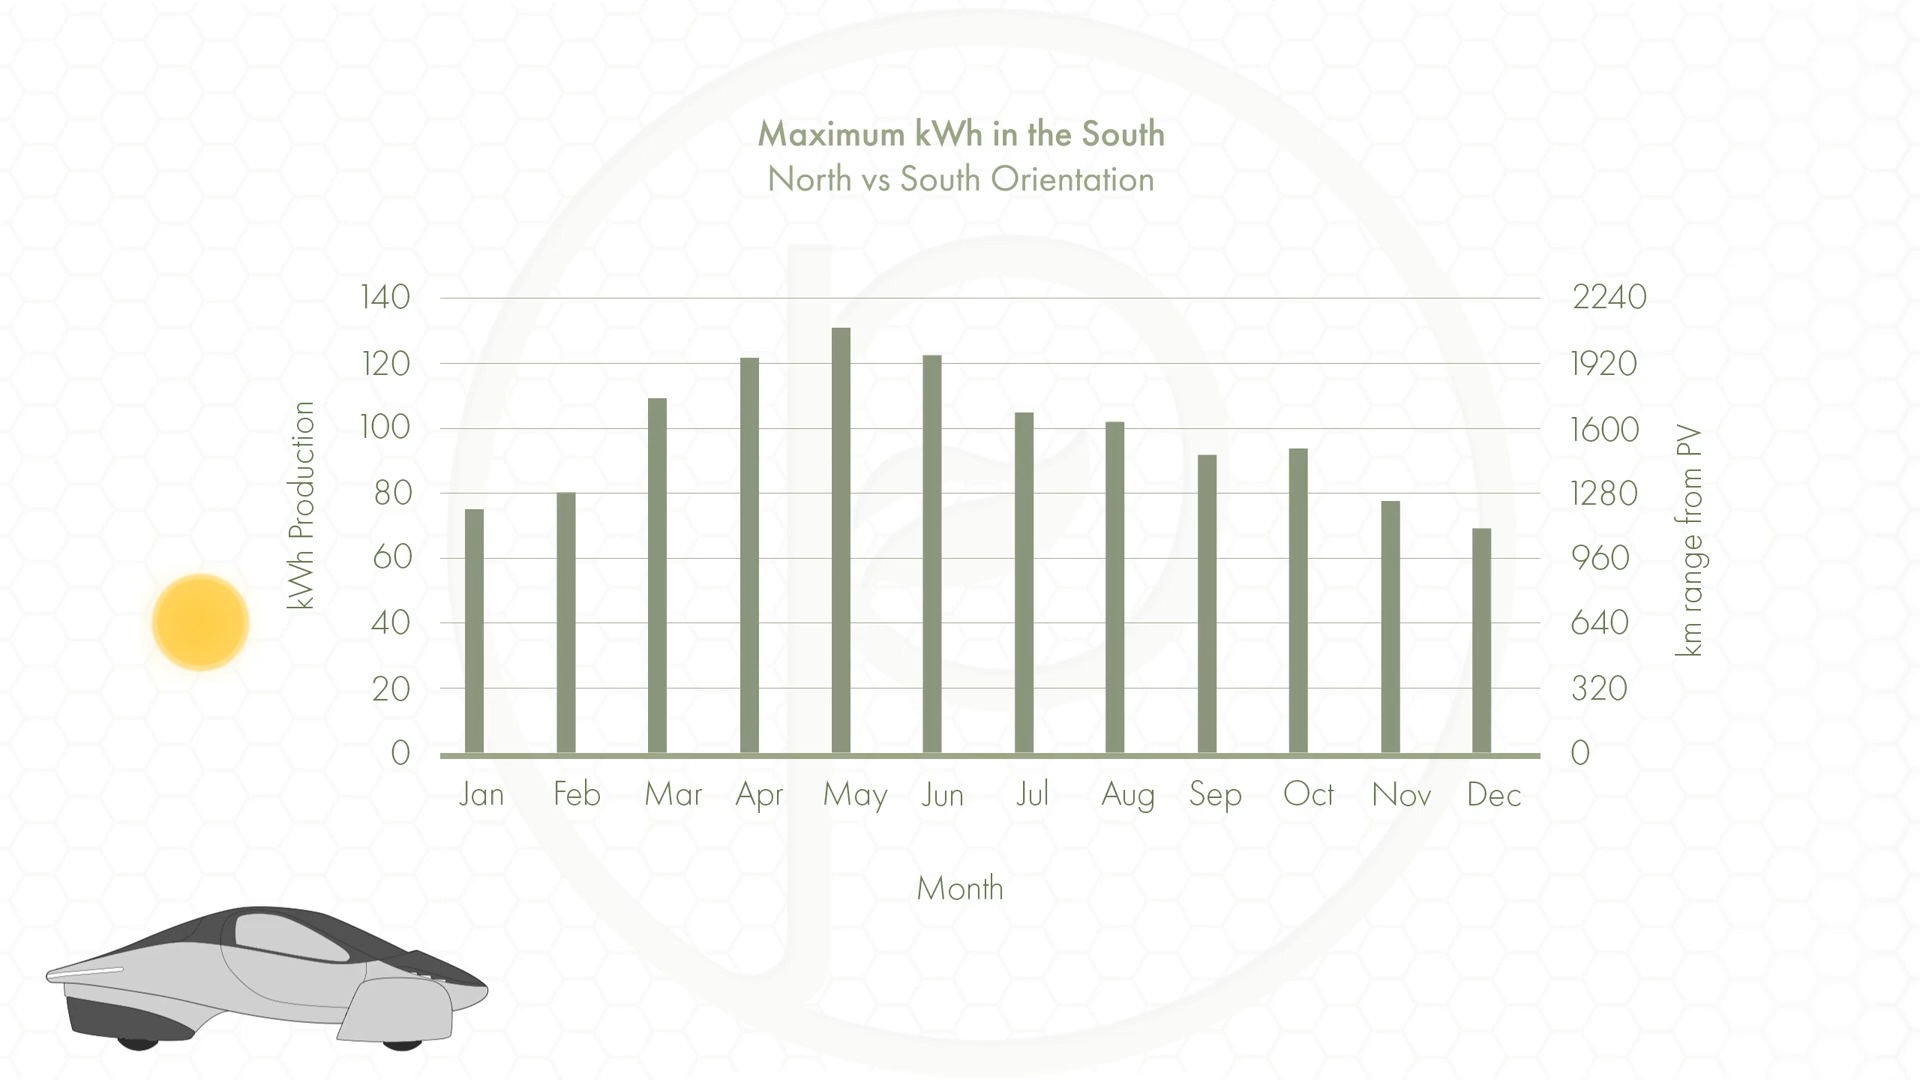 Maximum kWh in the South
North vs South Orientation
kWh Production
140
120
100
80
60
40
20
0
2240
1920
1600
1280
960
640
320
0
km range from PV
Jan Feb Mar Apr May Jun Jul Aug Sep Oct Nov Dec
Month